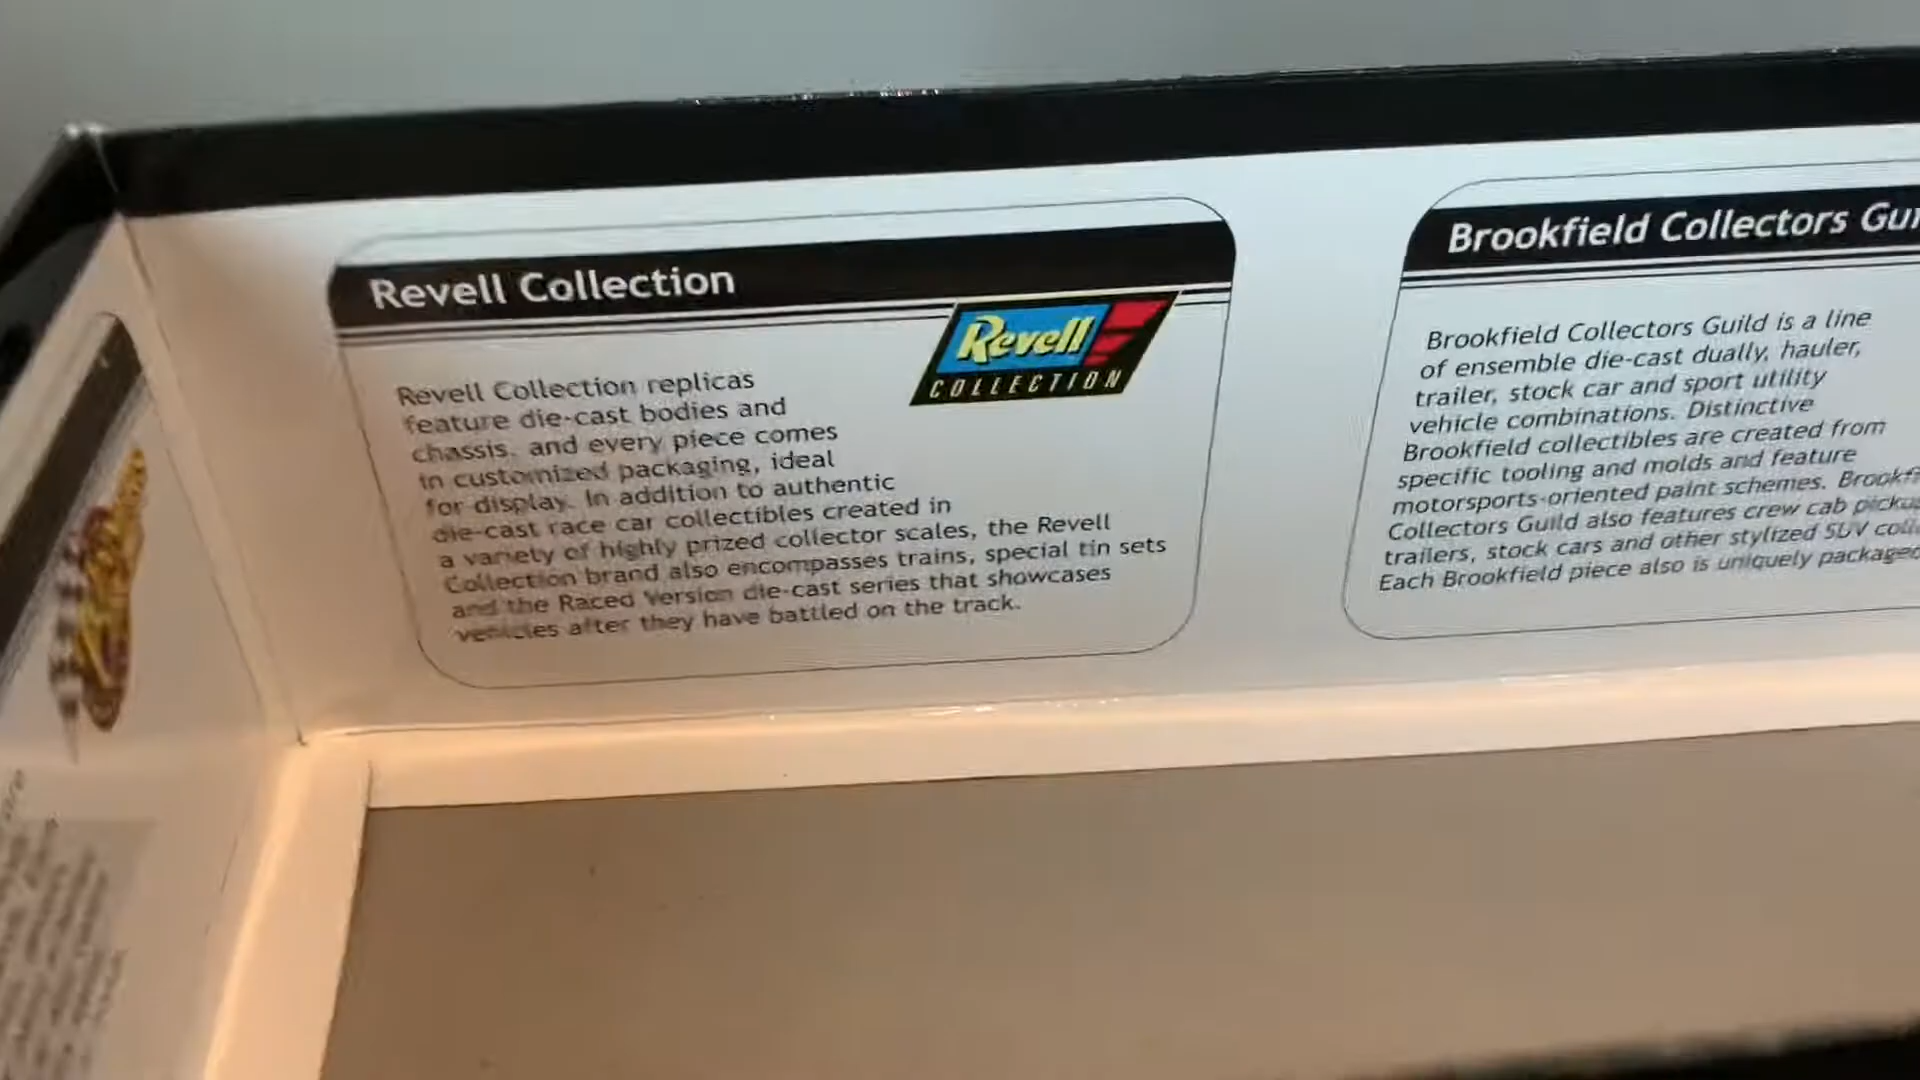 Revell Collection
Revell
COLLECTION
Revell Collection replicas
feature die-cast bodies and
chassis, and every piece comes
in customized packaging, ideal
for display. In addition to authentic
die-cast race car collectibles created in
a variety of highly prized collector scales, the Revell
Collection brand also encompasses trains, special tin sets
and the Raced Version die-cast series that showcases
vehicles after they have battled on the track.
Brookfield Collectors
Brookfield Collectors Guild is a line
of ensemble die-cast dually, hauler,
trailer, stock car and sport utility
vehicle combinations. Distinctive
Brookfield collectibles are created from
specific tooling and molds and feature
motorsports-oriented paint schemes.
Collectors Guild also features crew cab
trailers, stock cars and other stylized SUV
Each Brookfield piece also is uniquely